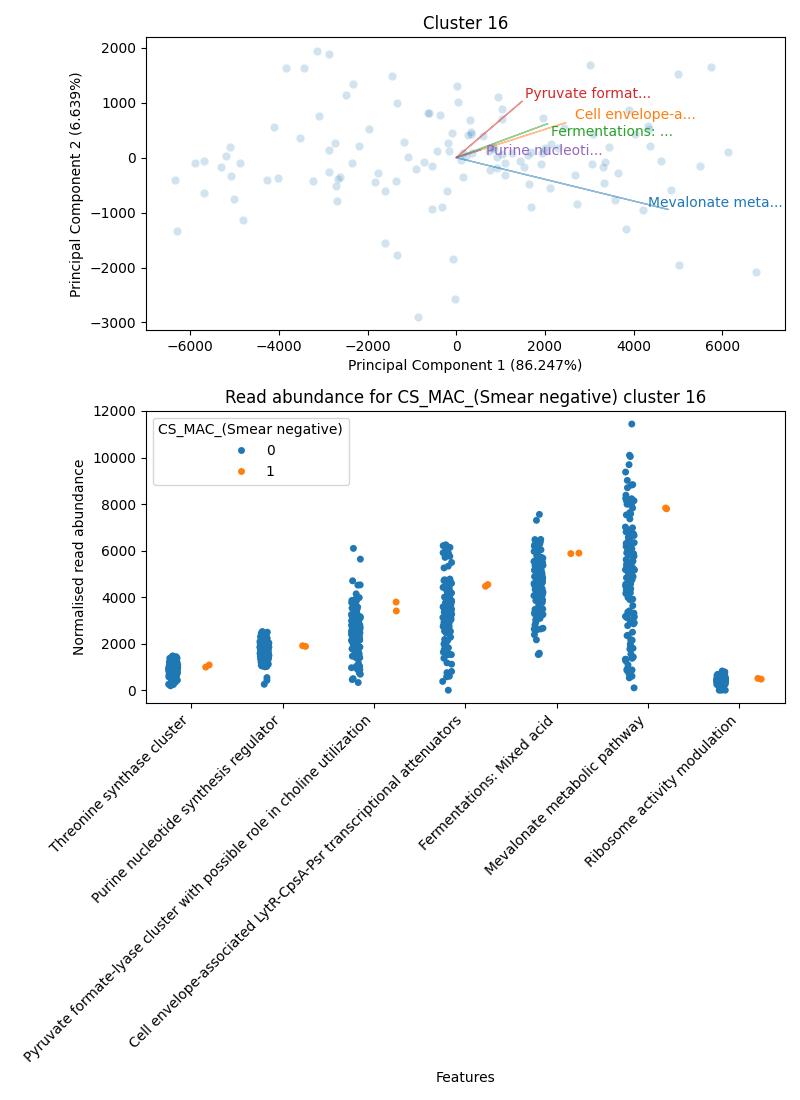 Cluster 16
2000
1000
0
−1000
−2000
−3000
Principal Component 2 (6.639%)
Pyruvate format...
Cell envelope-a...
Fermentations: ...
Purine nucleoti...
Mevalonate meta...
−6000 −4000 −2000 0 2000 4000 6000
Principal Component 1 (86.247%)
Read abundance for CS_MAC_(Smear negative) cluster 16
12000
10000
8000
6000
4000
2000
0
Normalised read abundance
CS_MAC_(Smear negative)
0
1
Threonine synthase cluster
Purine nucleotide synthesis regulator
Pyruvate formate-lyase cluster with possible role in choline utilization
Cell envelope-associated LytR-CpsA-Psr transcriptional attenuators
Fermentations: Mixed acid
Mevalonate metabolic pathway
Ribosome activity modulation
Features